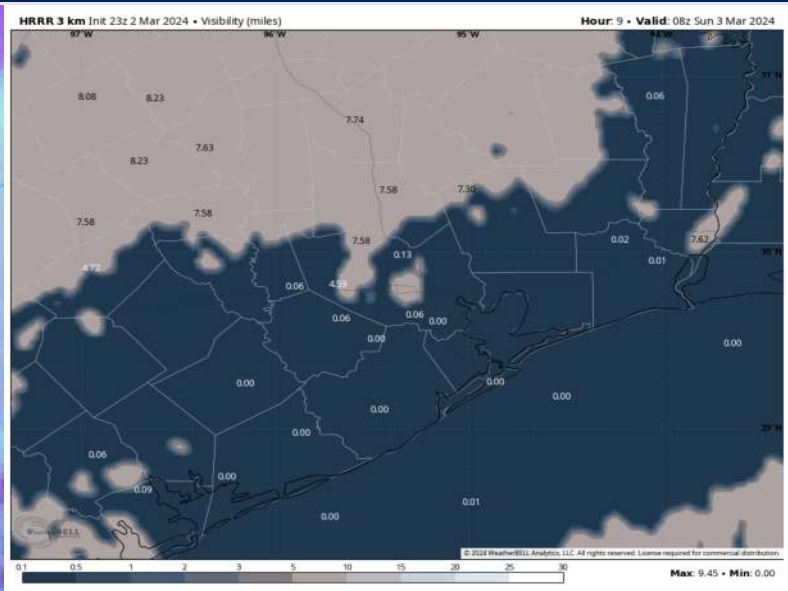 HRRR 3 km Init 23z 2 Mar 2024 • Visibility (miles)
Hour: 9 • Valid: 08z Sun 3 Mar 2024
97°W 96°W 95°W 94°W
31°N
8.08 8.23 0.06
7.74
7.63
8.23
7.58 7.30
7.58 7.58
7.58 0.02 7.62
30°N
0.13
4.72 0.01
0.06 4.59
0.06 0.06 0.00
0.00 0.00
0.00 0.00
0.00
0.00
0.00
29°N
0.06
0.00
0.09
0.01
0.00
WeatherBELL
© 2024 WeatherBELL Analytics, LLC. All rights reserved. License required for commercial distribution.
0.1 0.5 1 2 3 5 10 15 20 25 30
Max: 9.45 • Min: 0.00